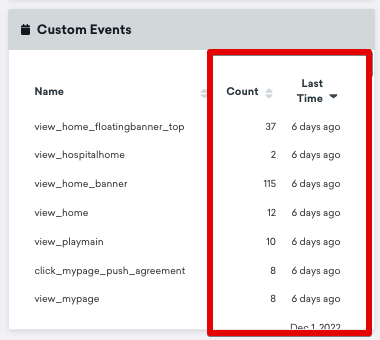 Custom Events
Name Count Last Time
view_home_floatingbanner_top 37 6 days ago
view_hospitalhome 2 6 days ago
view_home_banner 115 6 days ago
view_home 12 6 days ago
view_playmain 10 6 days ago
click_mypage_push_agreement 8 6 days ago
view_mypage 8 6 days ago
Dec 1, 2022